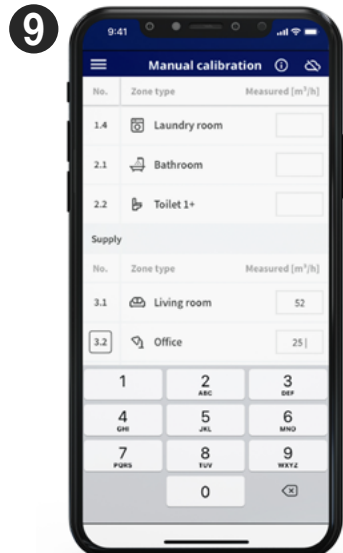 9
9:41
Manual calibration
No. Zone type Measured [m³/h]
1.4 Laundry room
2.1 Bathroom
2.2 Toilet 1+
Supply
No. Zone type Measured [m³/h]
3.1 Living room 52
3.2 Office 25|
1 2 3
ABC DEF
4 5 6
GHI JKL MNO
7 8 9
PQRS TUV WXYZ
0